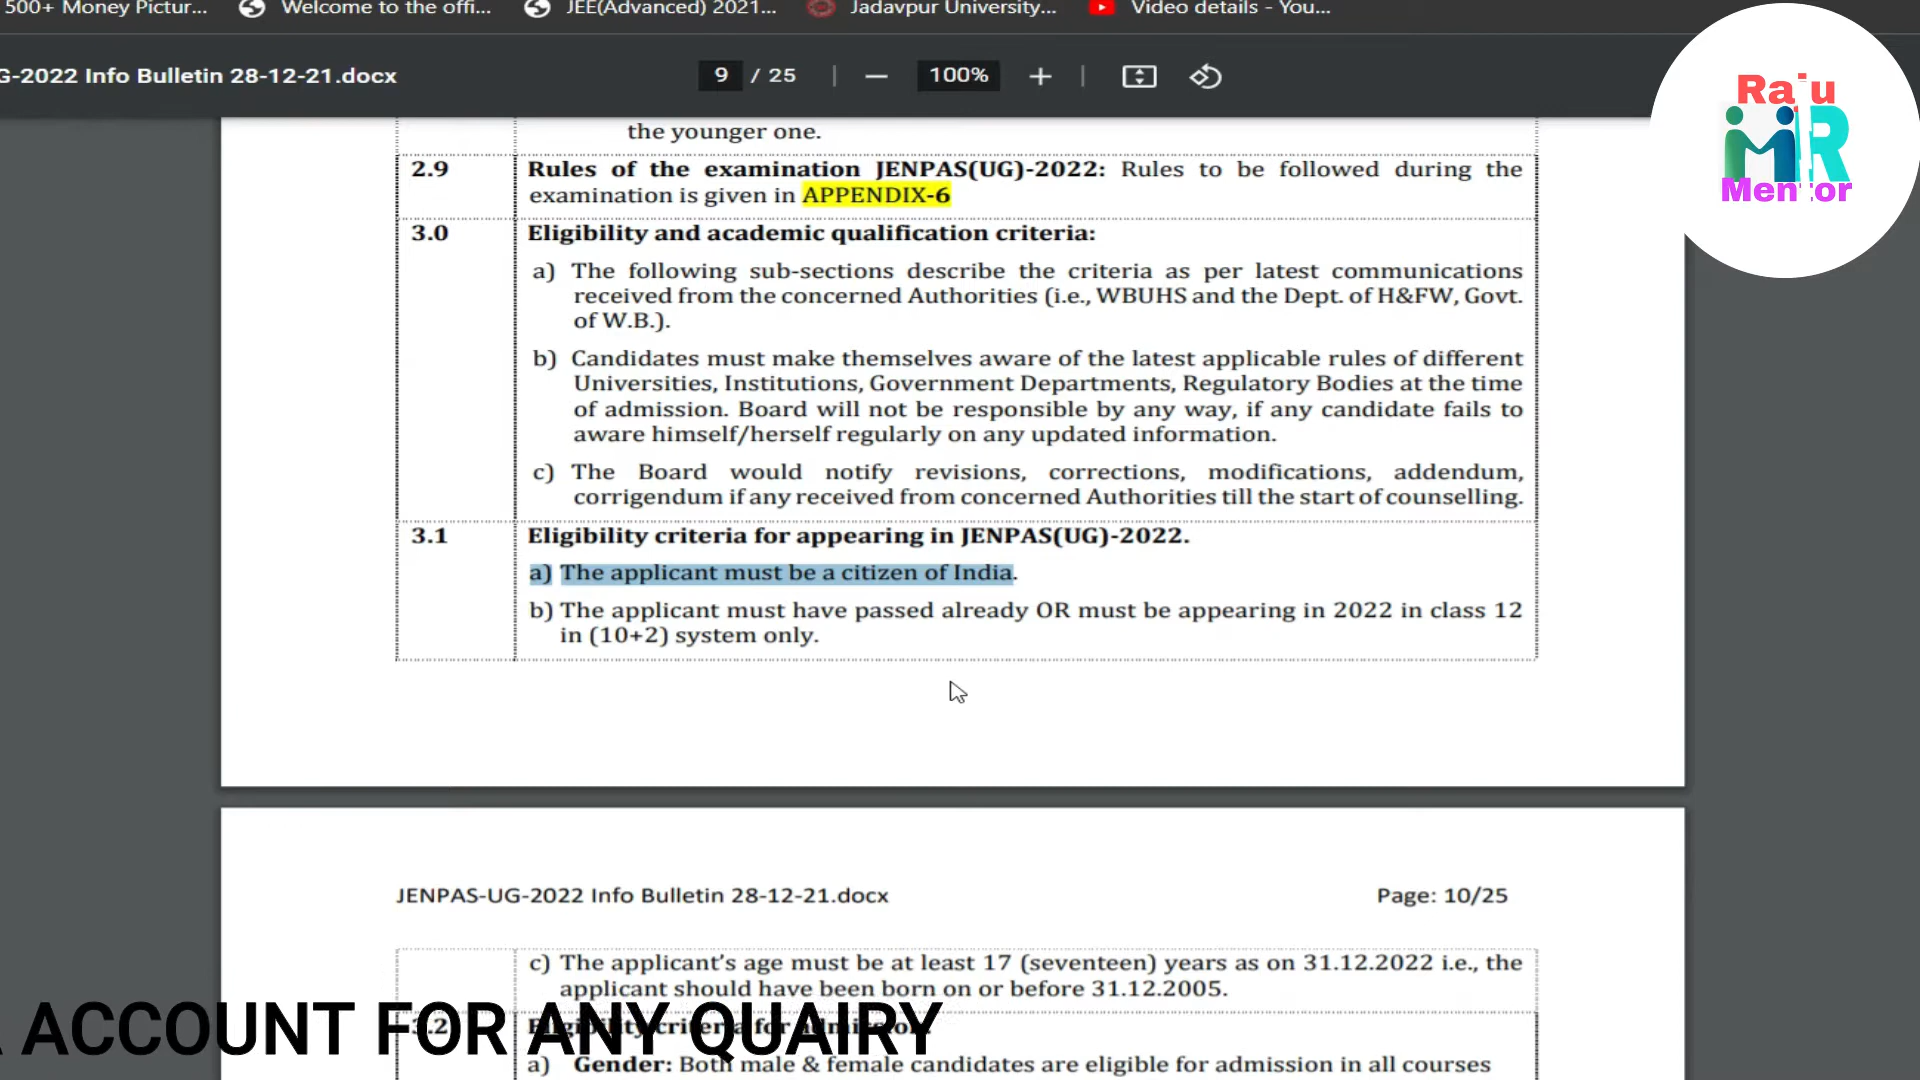 500+ Money Pictur...
Welcome to the offi...
JEE(Advanced) 2021...
Jadavpur University...
Video details - You...
G-2022 Info Bulletin 28-12-21.docx
9 / 25
100%
Raju
MR
Mentor
the younger one.
2.9 Rules of the examination JENPAS(UG)-2022: Rules to be followed during the
examination is given in APPENDIX-6
3.0 Eligibility and academic qualification criteria:
a) The following sub-sections describe the criteria as per latest communications
received from the concerned Authorities (i.e., WBUHS and the Dept. of H&FW, Govt.
of W.B.).
b) Candidates must make themselves aware of the latest applicable rules of different
Universities, Institutions, Government Departments, Regulatory Bodies at the time
of admission. Board will not be responsible by any way, if any candidate fails to
aware himself/herself regularly on any updated information.
c) The Board would notify revisions, corrections, modifications, addendum,
corrigendum if any received from concerned Authorities till the start of counselling.
3.1 Eligibility criteria for appearing in JENPAS(UG)-2022.
a) The applicant must be a citizen of India.
b) The applicant must have passed already OR must be appearing in 2022 in class 12
in (10+2) system only.
JENPAS-UG-2022 Info Bulletin 28-12-21.docx
Page: 10/25
c) The applicant's age must be at least 17 (seventeen) years as on 31.12.2022 i.e., the
applicant should have been born on or before 31.12.2005.
3.2 Eligibility criteria for admission:
ACCOUNT FOR ANY QUAIRY
a) Gender: Both male & female candidates are eligible for admission in all courses